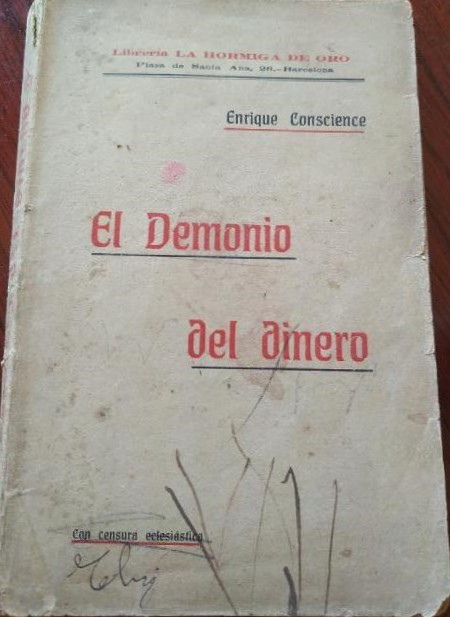 Librería LA HORMIGA DE ORO
Plaza de Santa Ana, 26.-Barcelona
Enrique Conscience
El Demonio
del dinero
Con censura eclesiástica